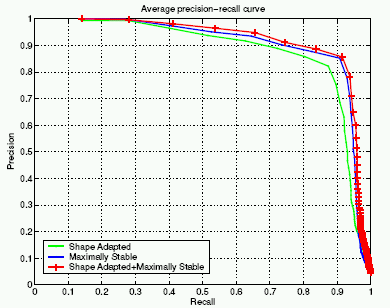 Average precision-recall curve
1
0.9
0.8
0.7
0.6
0.5
0.4
0.3
0.2
0.1
0
Precision
Shape Adapted
Maximally Stable
Shape Adapted+Maximally Stable
0 0.1 0.2 0.3 0.4 0.5 0.6 0.7 0.8 0.9 1
Recall